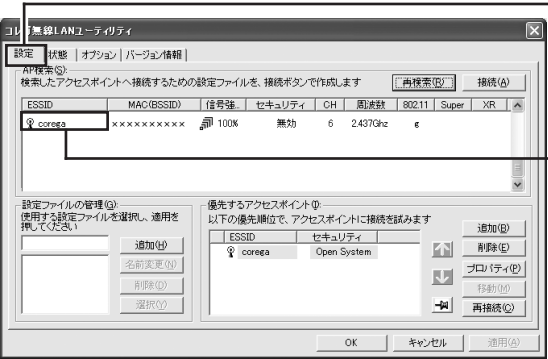 コレガ無線LANユーティリティ
設定 状態 オプション バージョン情報
AP検索(S):
検索したアクセスポイントへ接続するための設定ファイルを、接続ボタンで作成します 再検索(R) 接続(A)
ESSID MAC(BSSID) 信号強.. セキュリティ CH 周波数 802.11 Super XR
corega ×××××××××× 100% 無効 6 2.437Ghz g
設定ファイルの管理(G):
使用する設定ファイルを選択し、適用を
押してください
追加(H)
名前変更(N)
削除(D)
選択(Y)
優先するアクセスポイント(I):
以下の優先順位で、アクセスポイントに接続を試みます
ESSID セキュリティ
corega Open System
追加(B)
削除(E)
プロパティ(P)
移動(M)
再接続(C)
OK キャンセル 適用(A)